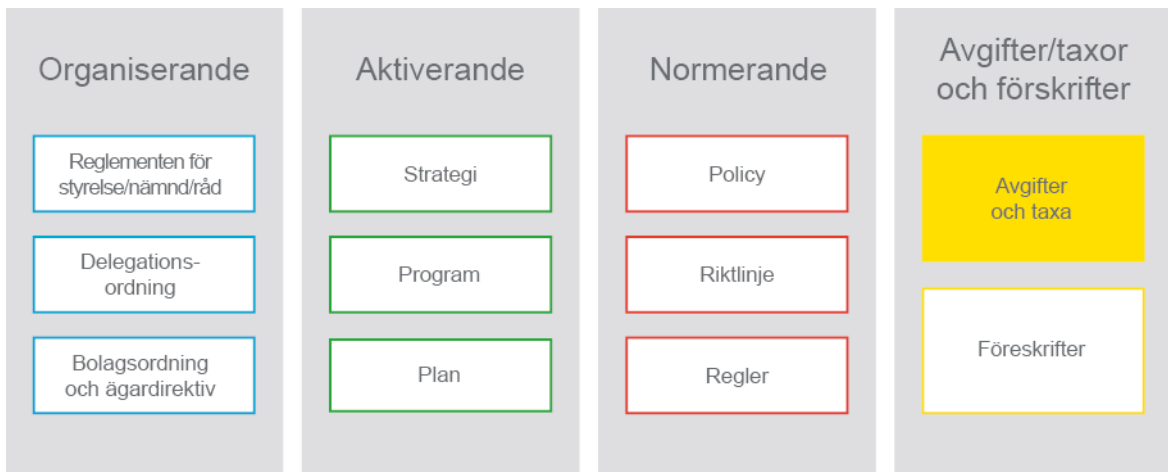 Organiserande
Reglementen för
styrelse/nämnd/råd
Delegations-
ordning
Bolagsordning
och ägardirektiv
Aktiverande
Strategi
Program
Plan
Normerande
Policy
Riktlinje
Regler
Avgifter/taxor
och förskrifter
Avgifter
och taxa
Föreskrifter